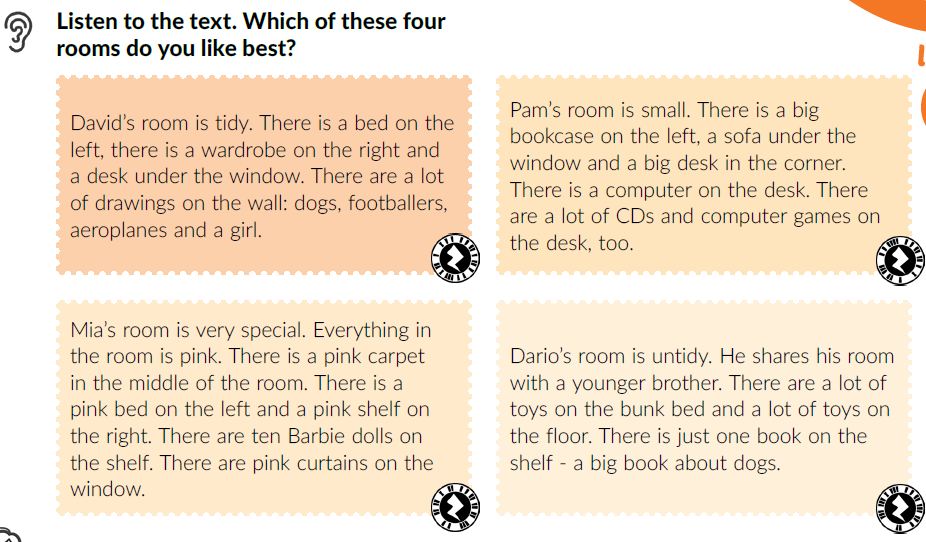 Listen to the text. Which of these four
rooms do you like best?
David's room is tidy. There is a bed on the
left, there is a wardrobe on the right and
a desk under the window. There are a lot
of drawings on the wall: dogs, footballers,
aeroplanes and a girl.
Pam's room is small. There is a big
bookcase on the left, a sofa under the
window and a big desk in the corner.
There is a computer on the desk. There
are a lot of CDs and computer games on
the desk, too.
Mia's room is very special. Everything in
the room is pink. There is a pink carpet
in the middle of the room. There is a
pink bed on the left and a pink shelf on
the right. There are ten Barbie dolls on
the shelf. There are pink curtains on the
window.
Dario's room is untidy. He shares his room
with a younger brother. There are a lot of
toys on the bunk bed and a lot of toys on
the floor. There is just one book on the
shelf - a big book about dogs.